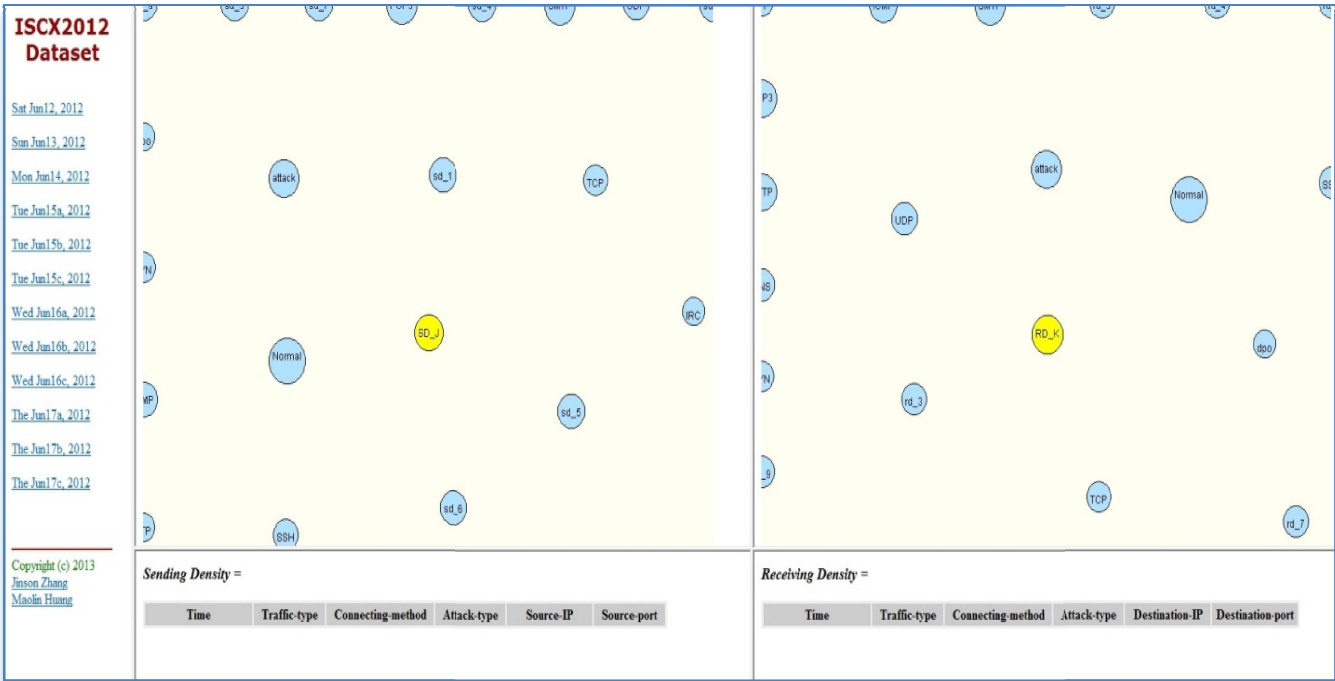 ISCX2012
Dataset
Sat Jun12, 2012
Sun Jun13, 2012
Mon Jun14, 2012
Tue Jun15a, 2012
Tue Jun15b, 2012
Tue Jun15c, 2012
Wed Jun16a, 2012
Wed Jun16b, 2012
Wed Jun16c, 2012
The Jun17a, 2012
The Jun17b, 2012
The Jun17c, 2012
Copyright (c) 2013
Jinson Zhang
Maolin Huang
attack
sd_1
TCP
IRC
SD_J
Normal
sd_5
sd_6
SSH
Sending Density =
Time Traffic-type Connecting-method Attack-type Source-IP Source-port
P3
attack
TP
Normal
UDP
NS
RD_K
dpo
rd_3
TCP
rd_7
Receiving Density =
Time Traffic-type Connecting-method Attack-type Destination-IP Destination-port